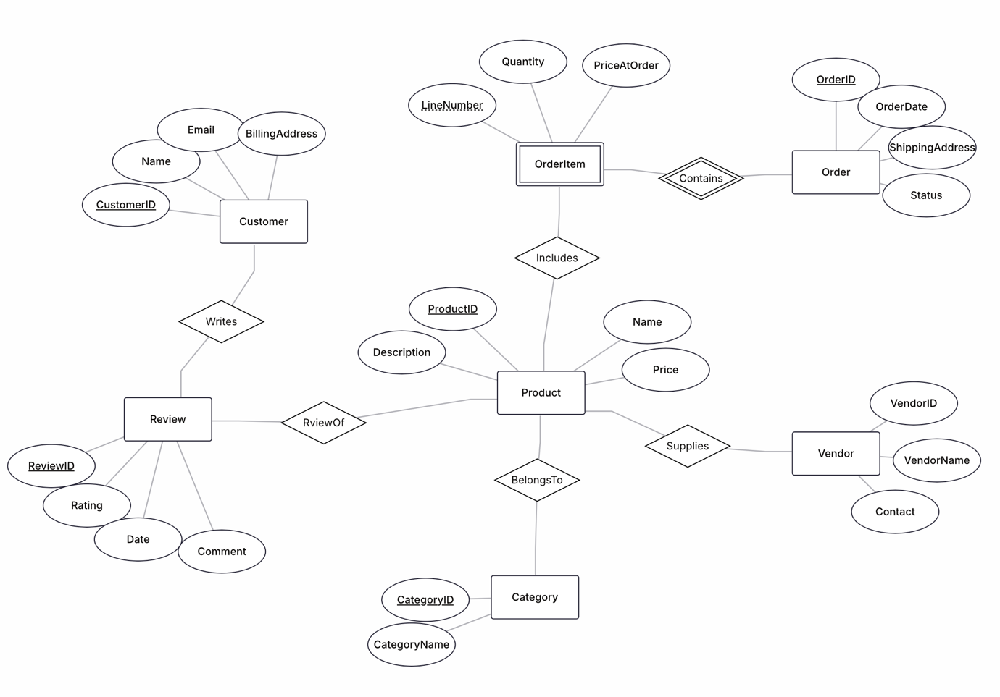 Quantity
PriceAtOrder
LineNumber
OrderItem
Contains
OrderID
OrderDate
ShippingAddress
Order
Status
Email
BillingAddress
Name
CustomerID
Customer
Includes
Writes
ProductID
Name
Description
Price
Product
Review
RviewOf
Supplies
VendorID
Vendor
VendorName
Contact
BelongsTo
ReviewID
Rating
Date
Comment
CategoryID
Category
CategoryName